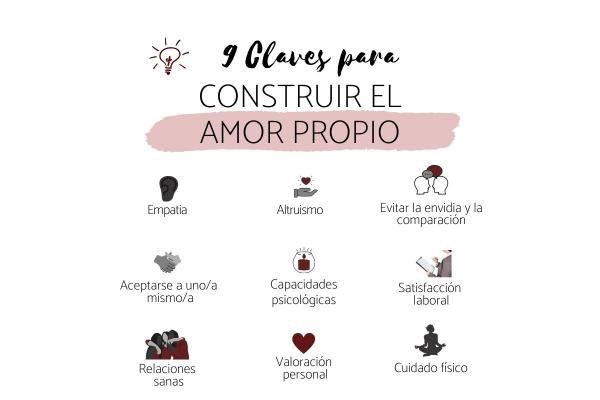 9 Claves para
CONSTRUIR EL
AMOR PROPIO
Empatia
Altruismo
Evitar la envidia y la
comparación
Aceptarse a uno/a
mismo/a
Capacidades
psicológicas
Satisfacción
laboral
Relaciones
sanas
Valoración
personal
Cuidado físico